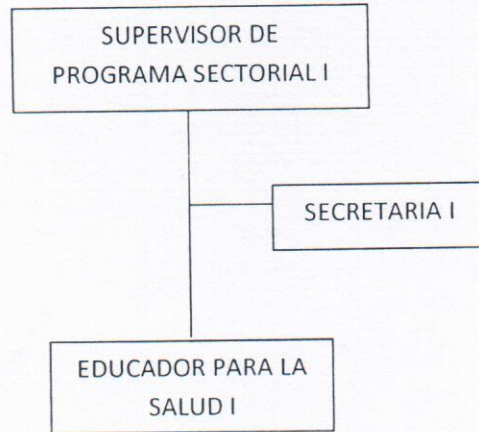 SUPERVISOR DE
PROGRAMA SECTORIAL I
SECRETARIA I
EDUCADOR PARA LA
SALUD I